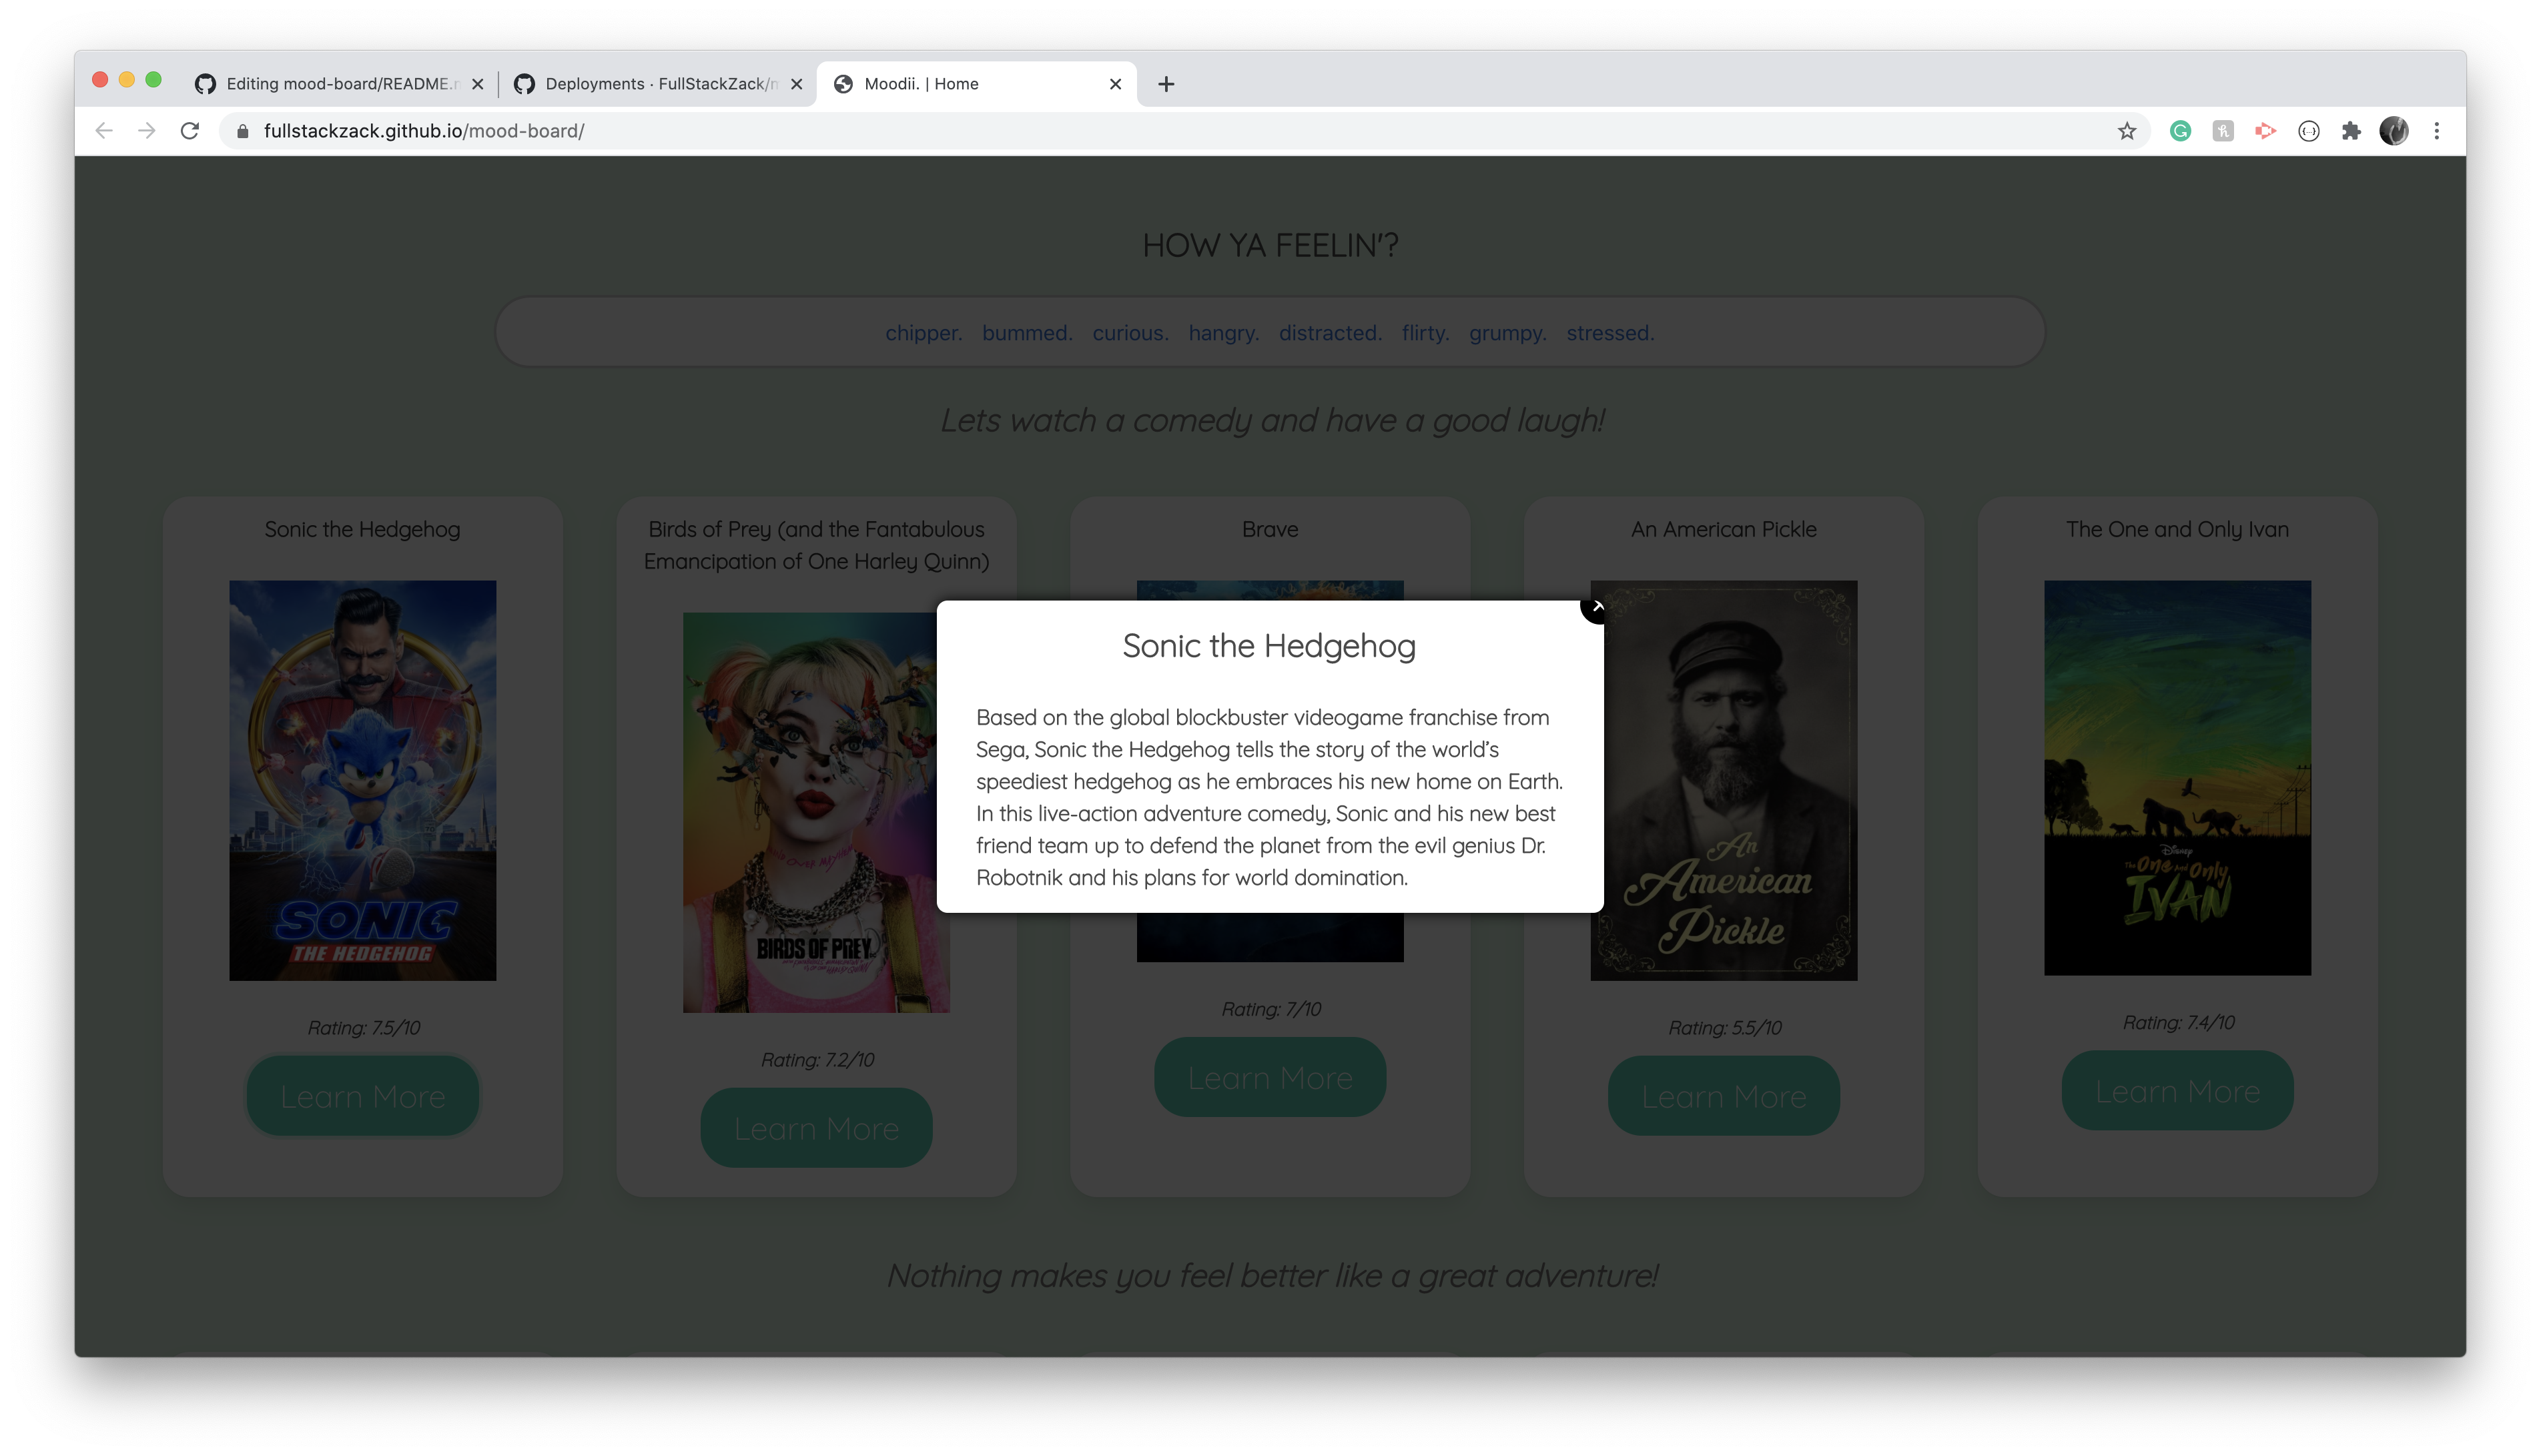 Editing mood-board/README.m
Deployments · FullStackZack/m
Moodii. | Home
fullstackzack.github.io/mood-board/
HOW YA FEELIN'?
chipper. bummed. curious. hangry. distracted. flirty. grumpy. stressed.
Lets watch a comedy and have a good laugh!
Sonic the Hedgehog
SONIC
THE HEDGEHOG
Rating: 7.5/10
Learn More
Birds of Prey (and the Fantabulous
Emancipation of One Harley Quinn)
BIRDS OF PREY
Rating: 7.2/10
Learn More
Brave
Rating: 7/10
Learn More
An American Pickle
An
American
Pickle
Rating: 5.5/10
Learn More
The One and Only Ivan
Disney
The One and Only
IVAN
Rating: 7.4/10
Learn More
Sonic the Hedgehog
Based on the global blockbuster videogame franchise from
Sega, Sonic the Hedgehog tells the story of the world’s
speediest hedgehog as he embraces his new home on Earth.
In this live-action adventure comedy, Sonic and his new best
friend team up to defend the planet from the evil genius Dr.
Robotnik and his plans for world domination.
Nothing makes you feel better like a great adventure!